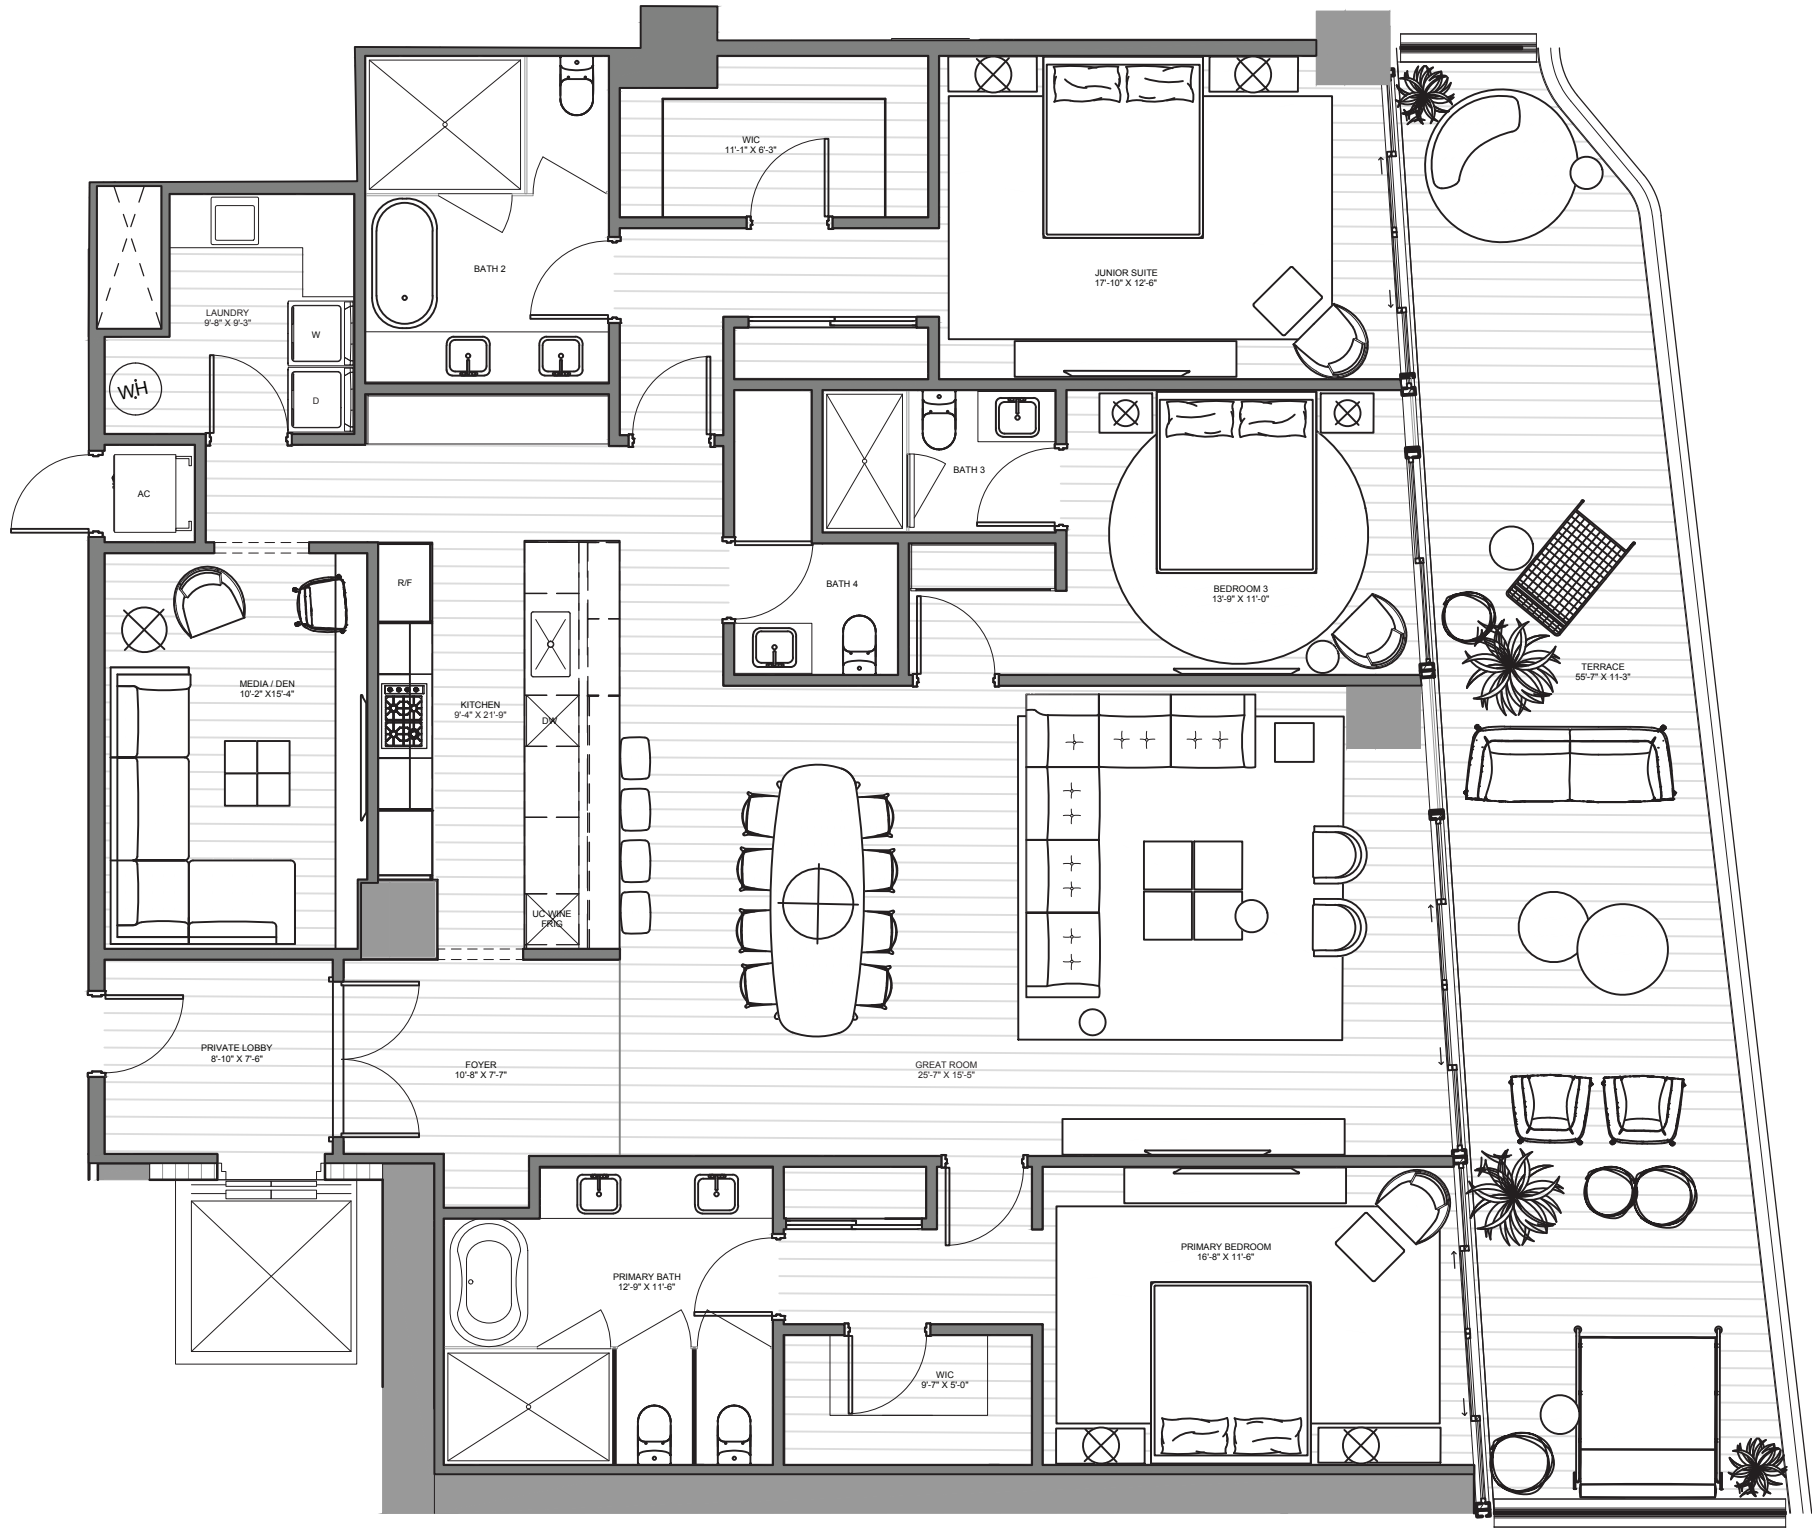 WIC
11'-1" X 6'-3"
BATH 2
JUNIOR SUITE
17'-10" X 12'-6"
LAUNDRY
9'-8" X 9'-3"
W
W.H
D
BATH 3
AC
R/F
BATH 4
BEDROOM 3
13'-9" X 11'-0"
TERRACE
55'-7" X 11'-3"
MEDIA / DEN
10'-2" X15'-4"
KITCHEN
9'-4" X 21'-9"
DW
UC WINE
FRIG
PRIVATE LOBBY
8'-10" X 7'-6"
FOYER
10'-8" X 7'-7"
GREAT ROOM
25'-7" X 15'-5"
PRIMARY BEDROOM
16'-8" X 11'-6"
PRIMARY BATH
12'-9" X 11'-6"
WIC
9'-7" X 5'-0"